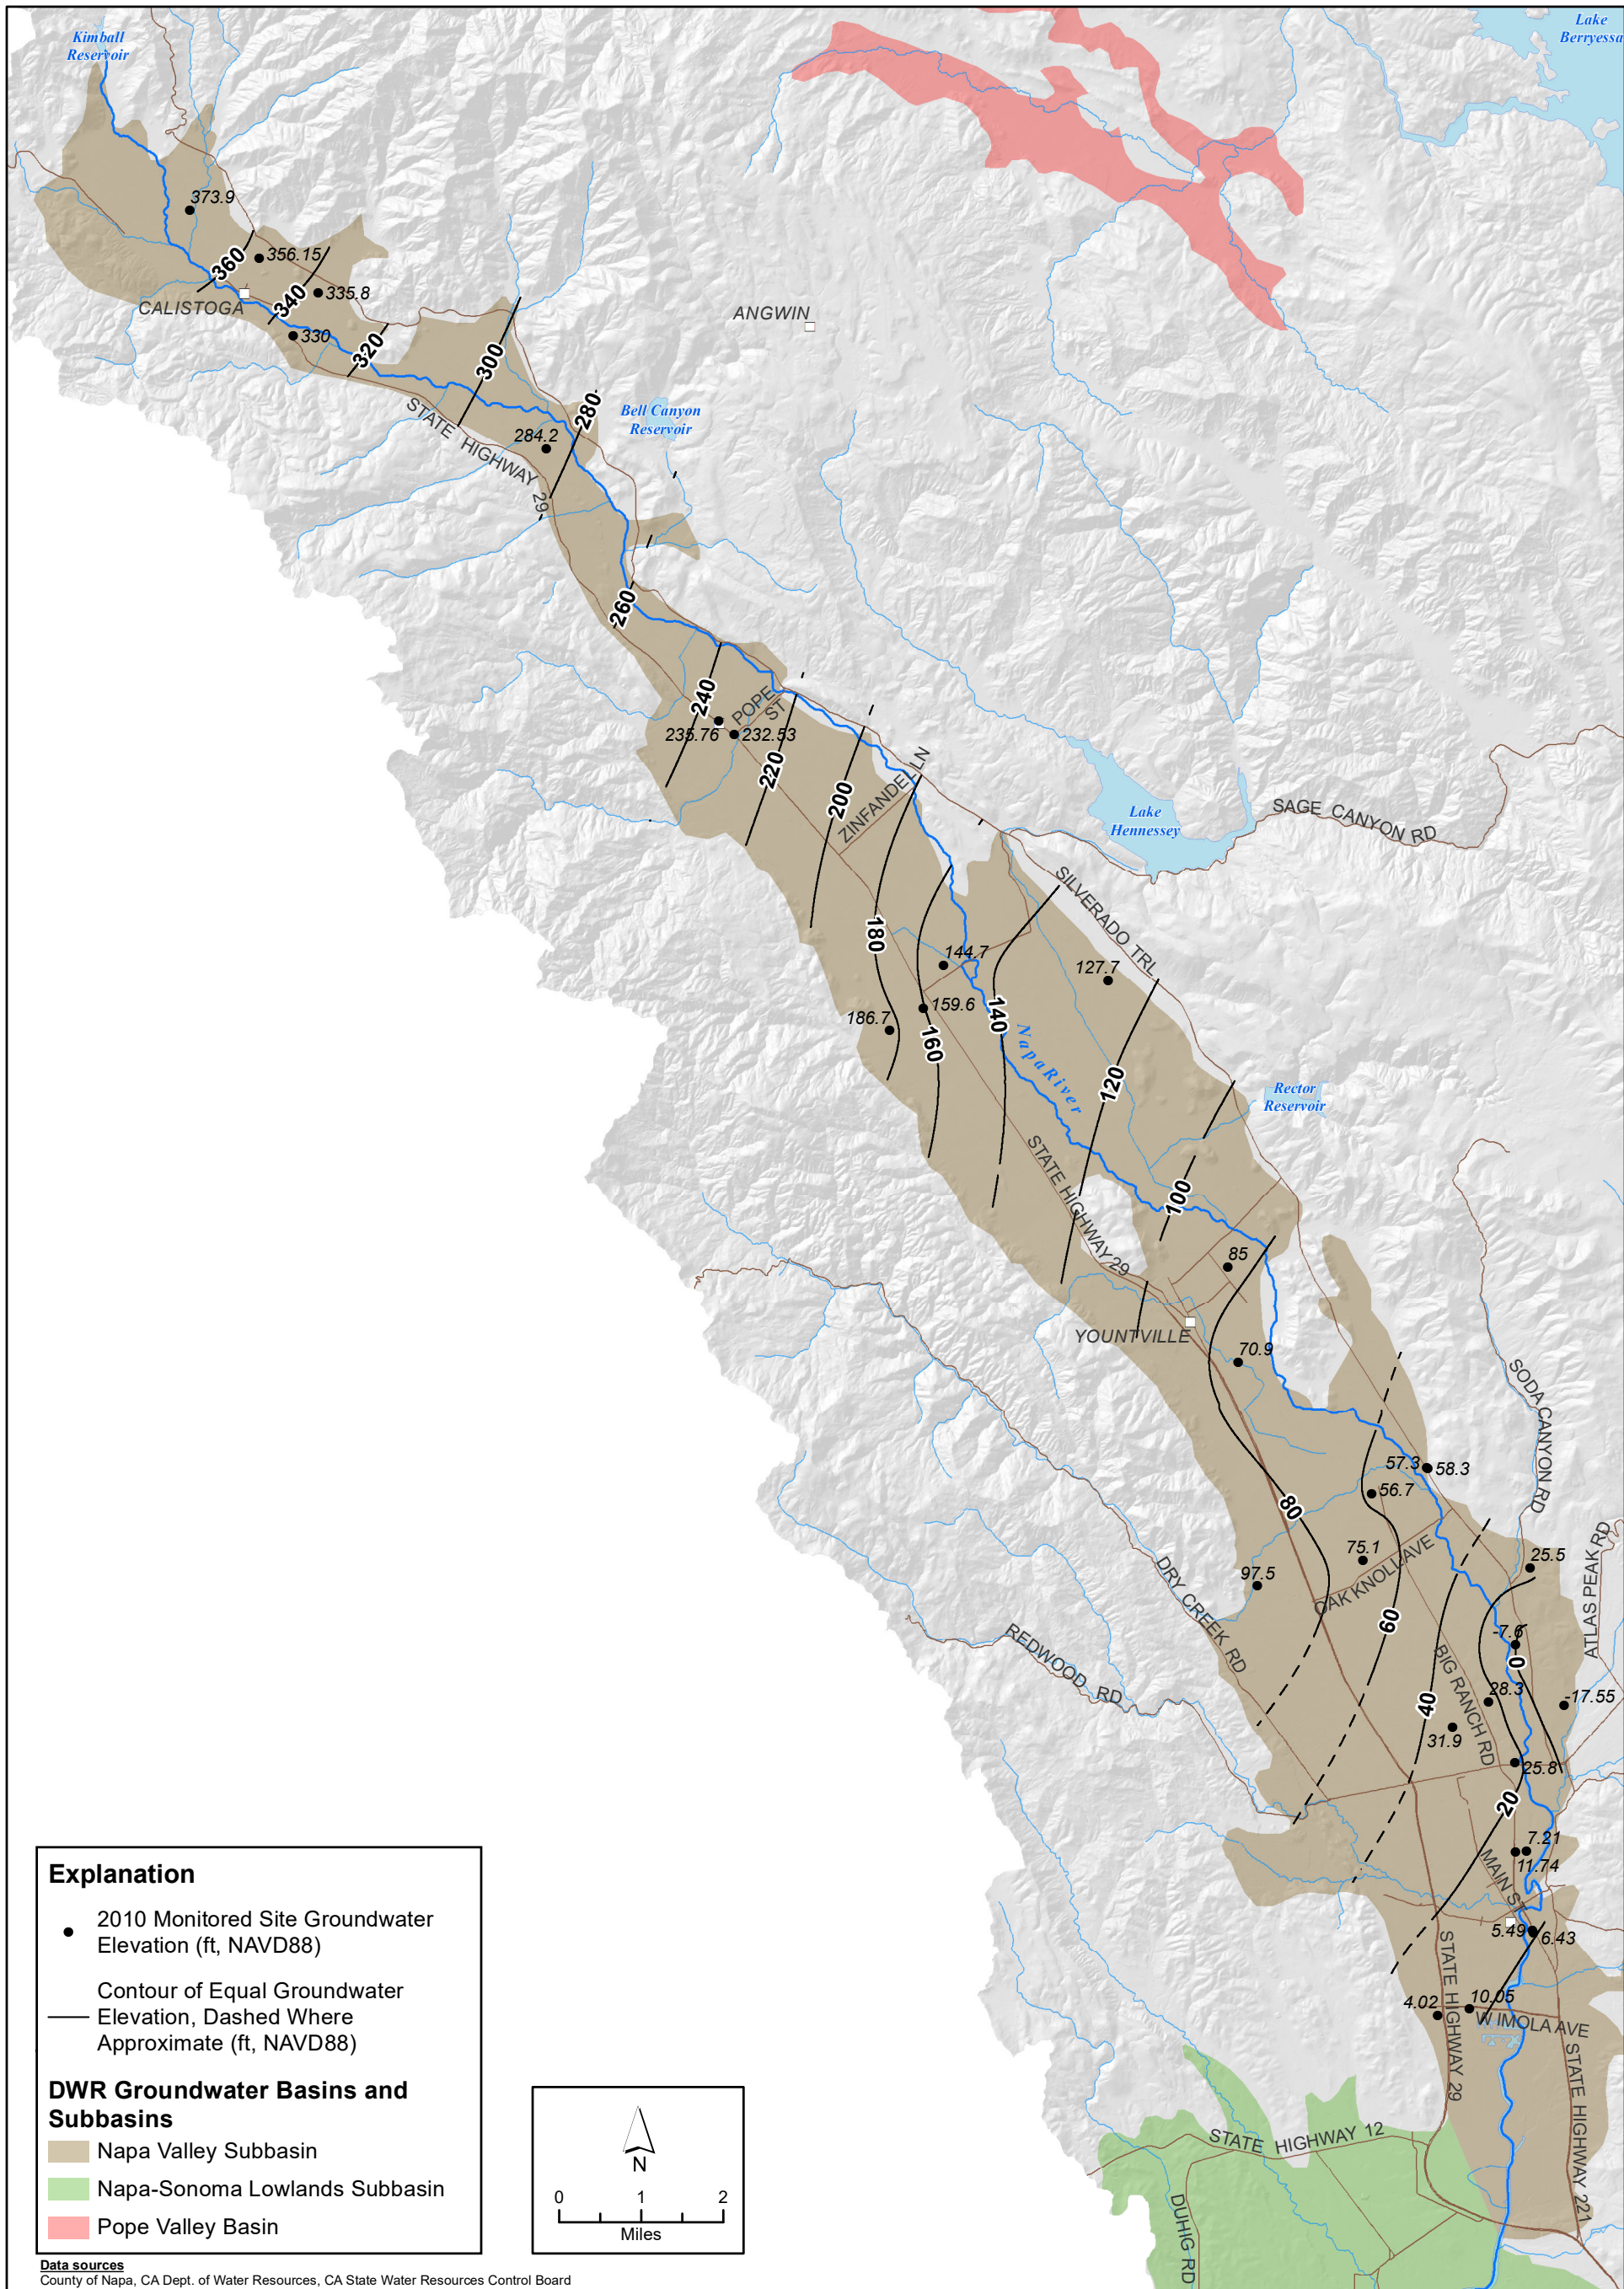 Kimball
Reservoir
Lake
Berryessa
373.9
356.15
360
335.8
340
CALISTOGA
330
320
300
ANGWIN
280
Bell Canyon
Reservoir
STATE HIGHWAY 29
284.2
260
240
POPE
ST
235.76
232.53
220
200
ZINFANDEL LN
Lake
Hennessey
SAGE CANYON RD
SILVERADO TRL
180
144.7
127.7
159.6
186.7
140
160
Napa River
120
Rector
Reservoir
STATE HIGHWAY 29
100
85
YOUNTVILLE
70.9
SODA CANYON RD
57.3
58.3
56.7
80
75.1
OAK KNOLL AVE
25.5
97.5
DRY CREEK RD
ATLAS PEAK RD
60
-7.6
0
REDWOOD RD
BIG RANCH RD
28.3
-17.55
40
31.9
25.8
20
7.21
11.74
MAIN ST
5.49
6.43
STATE HIGHWAY 29
10.05
4.02
W IMOLA AVE
STATE HIGHWAY 221
STATE HIGHWAY 12
DUHIG RD
Explanation
2010 Monitored Site Groundwater
Elevation (ft, NAVD88)
Contour of Equal Groundwater
Elevation, Dashed Where
Approximate (ft, NAVD88)
DWR Groundwater Basins and
Subbasins
Napa Valley Subbasin
Napa-Sonoma Lowlands Subbasin
Pope Valley Basin
N
0 1 2
Miles
Data sources
County of Napa, CA Dept. of Water Resources, CA State Water Resources Control Board